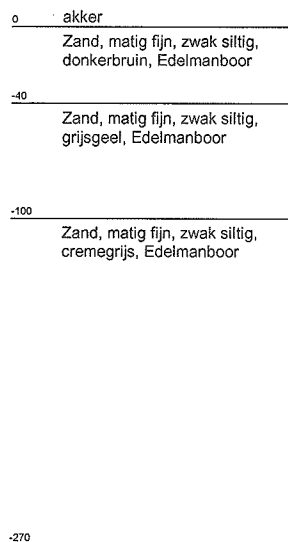 0 akker
Zand, matig fijn, zwak siltig,
donkerbruin, Edelmanboor
-40
Zand, matig fijn, zwak siltig,
grijsgeel, Edelmanboor
-100
Zand, matig fijn, zwak siltig,
cremegrijs, Edelmanboor
-270